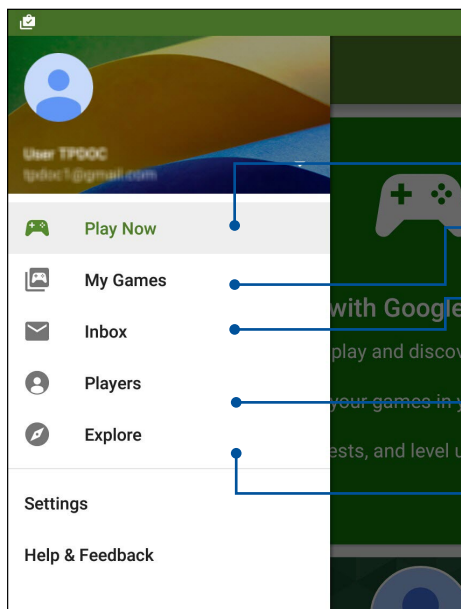 User TPDOC
tpdoc1@gmail.com
Play Now
My Games
Inbox
Players
Explore
Settings
Help & Feedback
with Google
play and discov
your games in y
ests, and level u